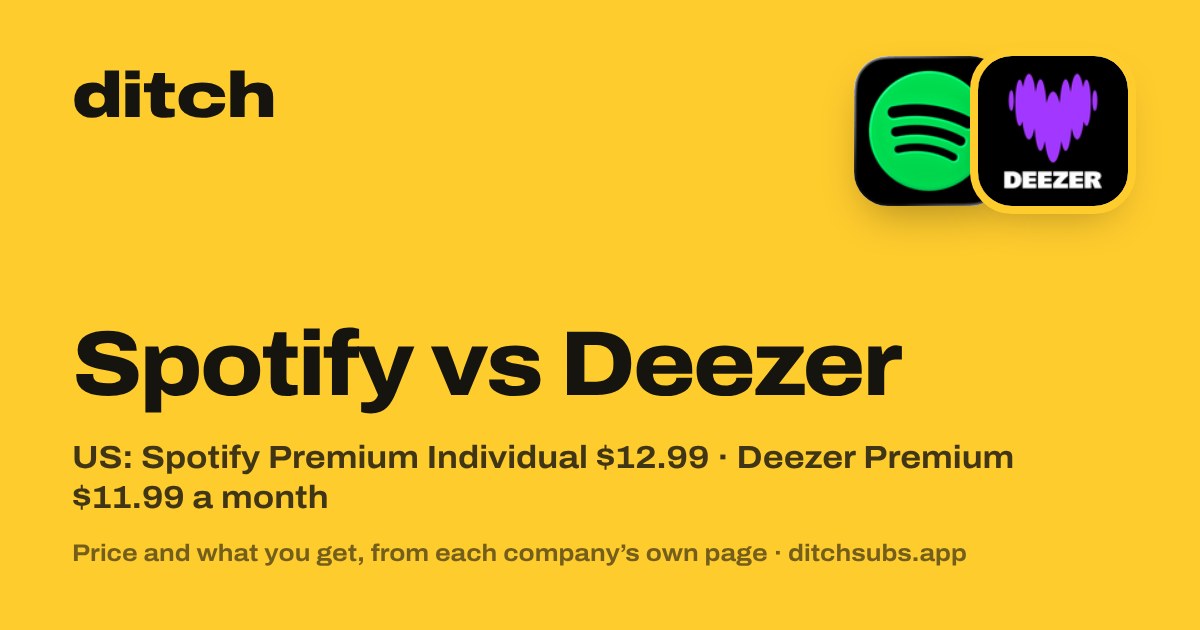 ditch
DEEZER
Spotify vs Deezer
US: Spotify Premium Individual $12.99 · Deezer Premium
$11.99 a month
Price and what you get, from each company’s own page · ditchsubs.app